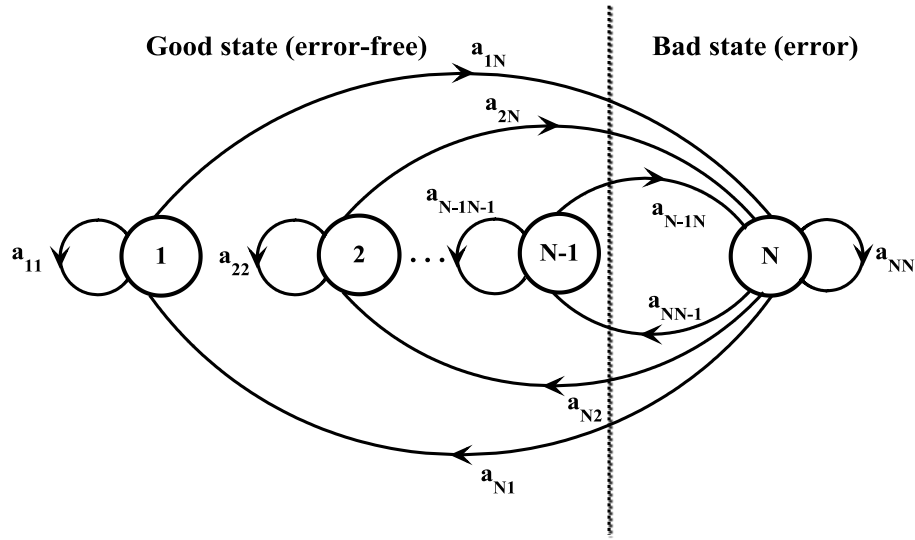 Good state (error-free)
Bad state (error)
a1N
a2N
aN-1N-1
aN-1N
a11
1
a22
2
...
N-1
N
aNN
aNN-1
aN2
aN1